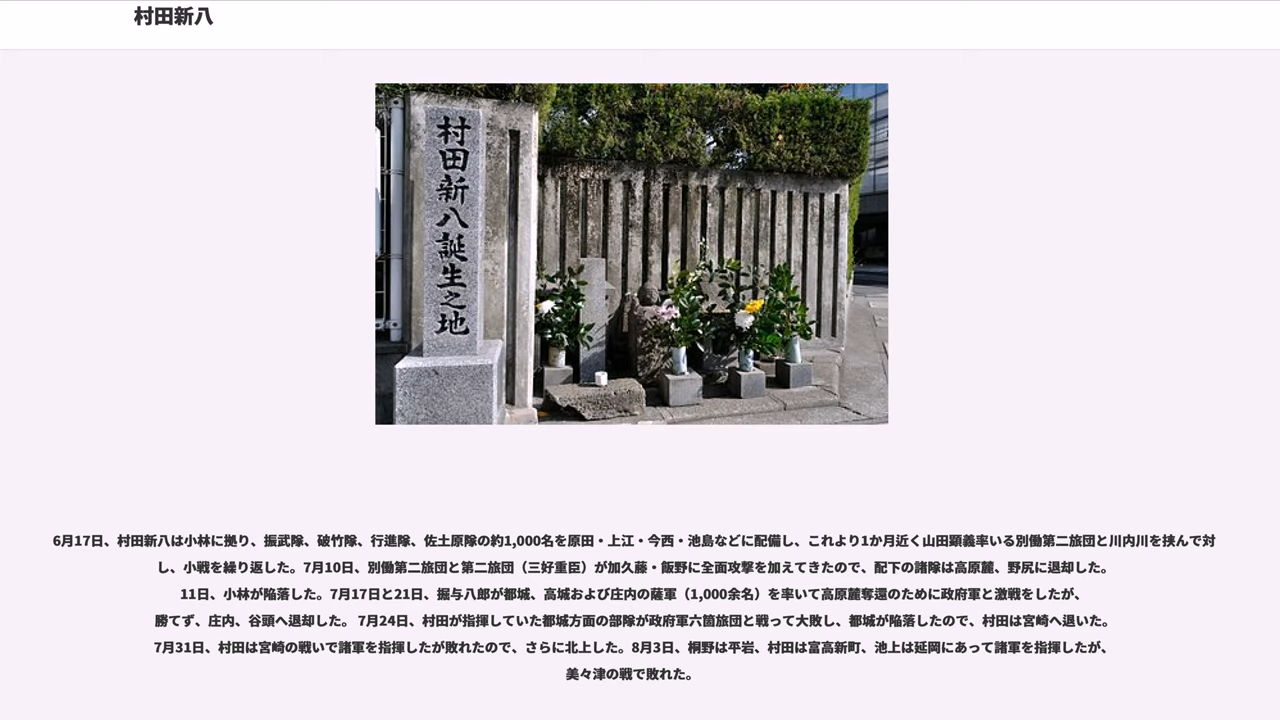 村田新八
村田新八誕生之地
6月17日、村田新八は小林に拠り、振武隊、破竹隊、行進隊、佐土原隊の約1,000名を原田・上江・今西・池島などに配備し、これより1か月近く山田顕義率いる別働第二旅団と川内川を挟んで対
し、小戦を繰り返した。7月10日、別働第二旅団と第二旅団（三好重臣）が加久藤・飯野に全面攻撃を加えてきたので、配下の諸隊は高原麓、野尻に退却した。
11日、小林が陥落した。7月17日と21日、掘与八郎が都城、高城および庄内の薩軍（1,000余名）を率いて高原麓奪還のために政府軍と激戦をしたが、
勝てず、庄内、谷頭へ退却した。 7月24日、村田が指揮していた都城方面の部隊が政府軍六箇旅団と戦って大敗し、都城が陥落したので、村田は宮崎へ退いた。
7月31日、村田は宮崎の戦いで諸軍を指揮したが敗れたので、さらに北上した。8月3日、桐野は平岩、村田は富高新町、池上は延岡にあって諸軍を指揮したが、
美々津の戦で敗れた。